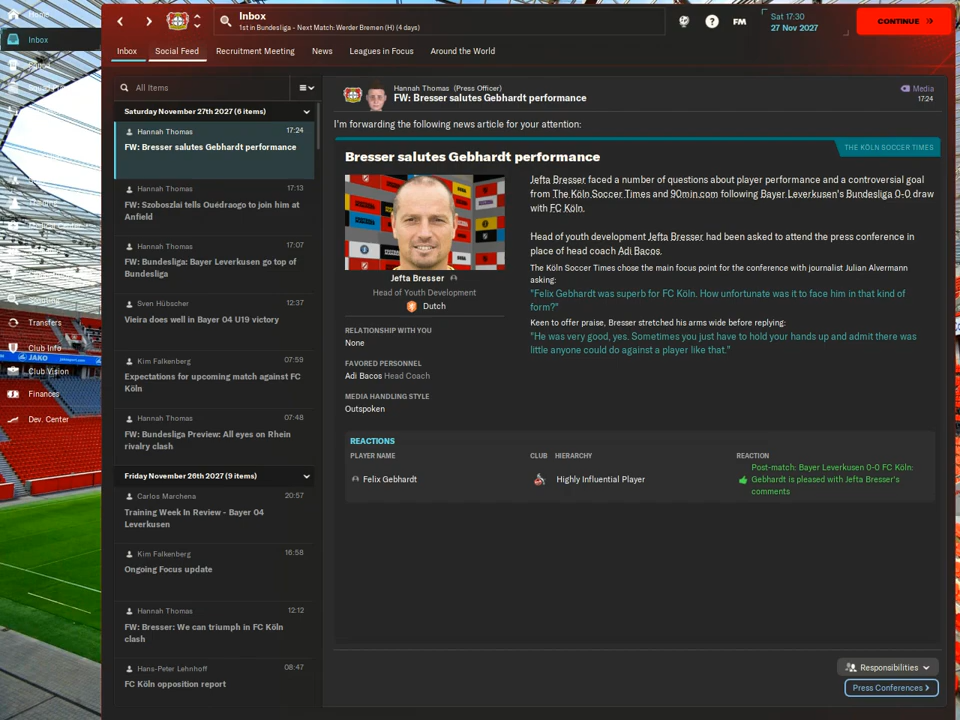 Home
Inbox
Inbox
1st in Bundesliga - Next Match: Werder Bremen (H) (4 days)
FM
Sat 17:30
27 Nov 2027
CONTINUE
Inbox
Social Feed
Recruitment Meeting
News
Leagues in Focus
Around the World
All Items
Saturday November 27th 2027 (6 items)
Hannah Thomas
17:24
FW: Bresser salutes Gebhardt performance
Hannah Thomas
17:13
FW: Szoboszlai tells Ouédraogo to join him at
Anfield
Hannah Thomas
17:07
FW: Bundesliga: Bayer Leverkusen go top of
Bundesliga
Sven Hübscher
12:37
Vieira does well in Bayer 04 U19 victory
Kim Falkenberg
07:59
Expectations for upcoming match against FC
Köln
Hannah Thomas
07:48
FW: Bundesliga Preview: All eyes on Rhein
rivalry clash
Friday November 26th 2027 (9 items)
Carlos Marchena
20:57
Training Week In Review - Bayer 04
Leverkusen
Kim Falkenberg
16:58
Ongoing Focus update
Hannah Thomas
12:12
FW: Bresser: We can triumph in FC Köln
clash
Hans-Peter Lehnhoff
08:47
FC Köln opposition report
Transfers
JAKO
Club Info
Club Vision
Finances
Dev. Center
Hannah Thomas (Press Officer)
FW: Bresser salutes Gebhardt performance
Media
17:24
I'm forwarding the following news article for your attention:
THE KÖLN SOCCER TIMES
Bresser salutes Gebhardt performance
Jefta Bresser
Head of Youth Development
Dutch
RELATIONSHIP WITH YOU
None
FAVORED PERSONNEL
Adi Bacos Head Coach
MEDIA HANDLING STYLE
Outspoken
Jefta Bresser faced a number of questions about player performance and a controversial goal
from The Köln Soccer Times and 90min.com following Bayer Leverkusen's Bundesliga 0-0 draw
with FC Köln.
Head of youth development Jefta Bresser had been asked to attend the press conference in
place of head coach Adi Bacos.
The Köln Soccer Times chose the main focus point for the conference with journalist Julian Alvermann
asking:
"Felix Gebhardt was superb for FC Köln. How unfortunate was it to face him in that kind of
form?"
Keen to offer praise, Bresser stretched his arms wide before replying:
"He was very good, yes. Sometimes you just have to hold your hands up and admit there was
little anyone could do against a player like that."
REACTIONS
PLAYER NAME
CLUB
HIERARCHY
REACTION
Felix Gebhardt
Highly Influential Player
Post-match: Bayer Leverkusen 0-0 FC Köln:
Gebhardt is pleased with Jefta Bresser's
comments
Responsibilities
Press Conferences